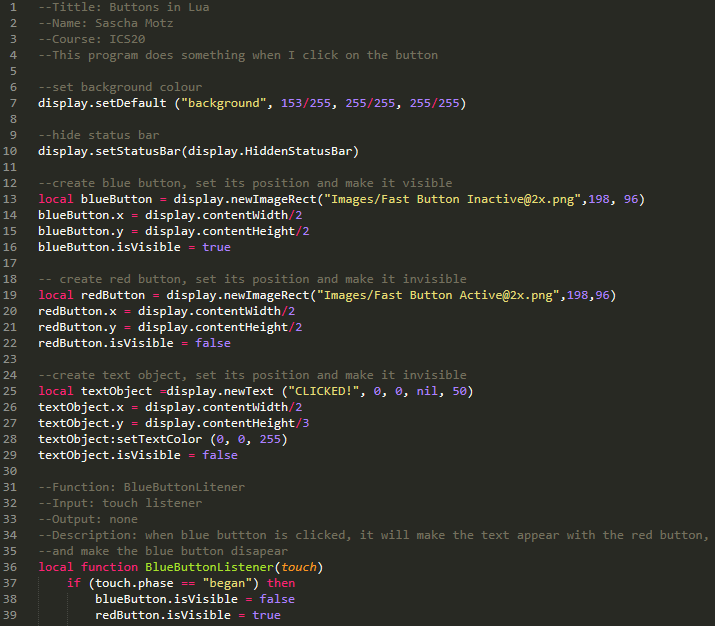 1 --Tittle: Buttons in Lua
2 --Name: Sascha Motz
3 --Course: ICS20
4 --This program does something when I click on the button
5
6 --set background colour
7 display.setDefault ("background", 153/255, 255/255, 255/255)
8
9 --hide status bar
10 display.setStatusBar(display.HiddenStatusBar)
11
12 --create blue button, set its position and make it visible
13 local blueButton = display.newImageRect("Images/Fast Button Inactive@2x.png",198, 96)
14 blueButton.x = display.contentWidth/2
15 blueButton.y = display.contentHeight/2
16 blueButton.isVisible = true
17
18 -- create red button, set its position and make it invisible
19 local redButton = display.newImageRect("Images/Fast Button Active@2x.png",198,96)
20 redButton.x = display.contentWidth/2
21 redButton.y = display.contentHeight/2
22 redButton.isVisible = false
23
24 --create text object, set its position and make it invisible
25 local textObject =display.newText ("CLICKED!", 0, 0, nil, 50)
26 textObject.x = display.contentWidth/2
27 textObject.y = display.contentHeight/3
28 textObject:setTextColor (0, 0, 255)
29 textObject.isVisible = false
30
31 --Function: BlueButtonLitener
32 --Input: touch listener
33 --Output: none
34 --Description: when blue buttton is clicked, it will make the text appear with the red button,
35 --and make the blue button disapear
36 local function BlueButtonListener(touch)
37 if (touch.phase == "began") then
38 blueButton.isVisible = false
39 redButton.isVisible = true